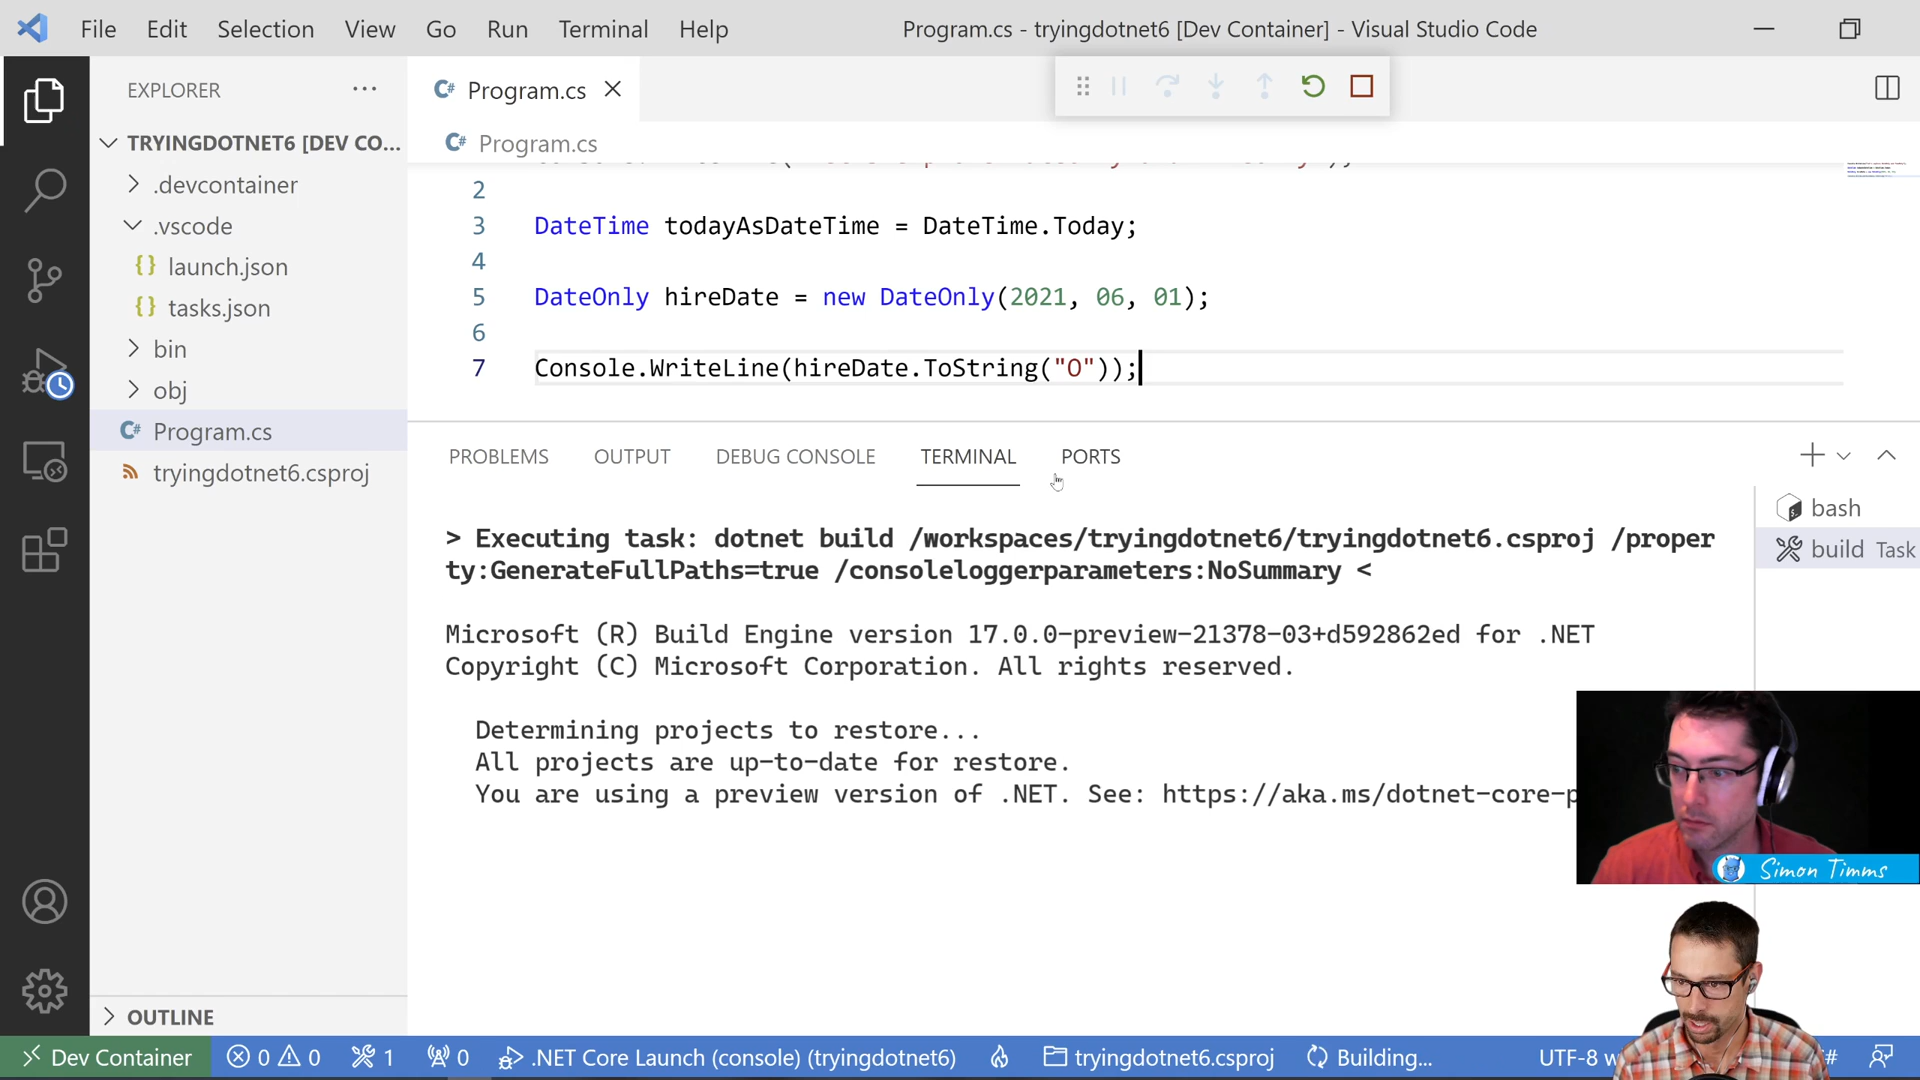 File Edit Selection View Go Run Terminal Help
Program.cs - tryingdotnet6 [Dev Container] - Visual Studio Code
EXPLORER
TRYINGDOTNET6 [DEV CO...
.devcontainer
.vscode
{} launch.json
{} tasks.json
bin
obj
C# Program.cs
tryingdotnet6.csproj
OUTLINE
C# Program.cs
C# Program.cs
2
3 DateTime todayAsDateTime = DateTime.Today;
4
5 DateOnly hireDate = new DateOnly(2021, 06, 01);
6
7 Console.WriteLine(hireDate.ToString("O"));
PROBLEMS OUTPUT DEBUG CONSOLE TERMINAL PORTS
> Executing task: dotnet build /workspaces/tryingdotnet6/tryingdotnet6.csproj /proper
ty:GenerateFullPaths=true /consoleloggerparameters:NoSummary <
Microsoft (R) Build Engine version 17.0.0-preview-21378-03+d592862ed for .NET
Copyright (C) Microsoft Corporation. All rights reserved.
Determining projects to restore...
All projects are up-to-date for restore.
You are using a preview version of .NET. See: https://aka.ms/dotnet-core-p
bash
build Task
Simon Timms
Dev Container 0 0 1 0 .NET Core Launch (console) (tryingdotnet6) tryingdotnet6.csproj Building... UTF-8 #